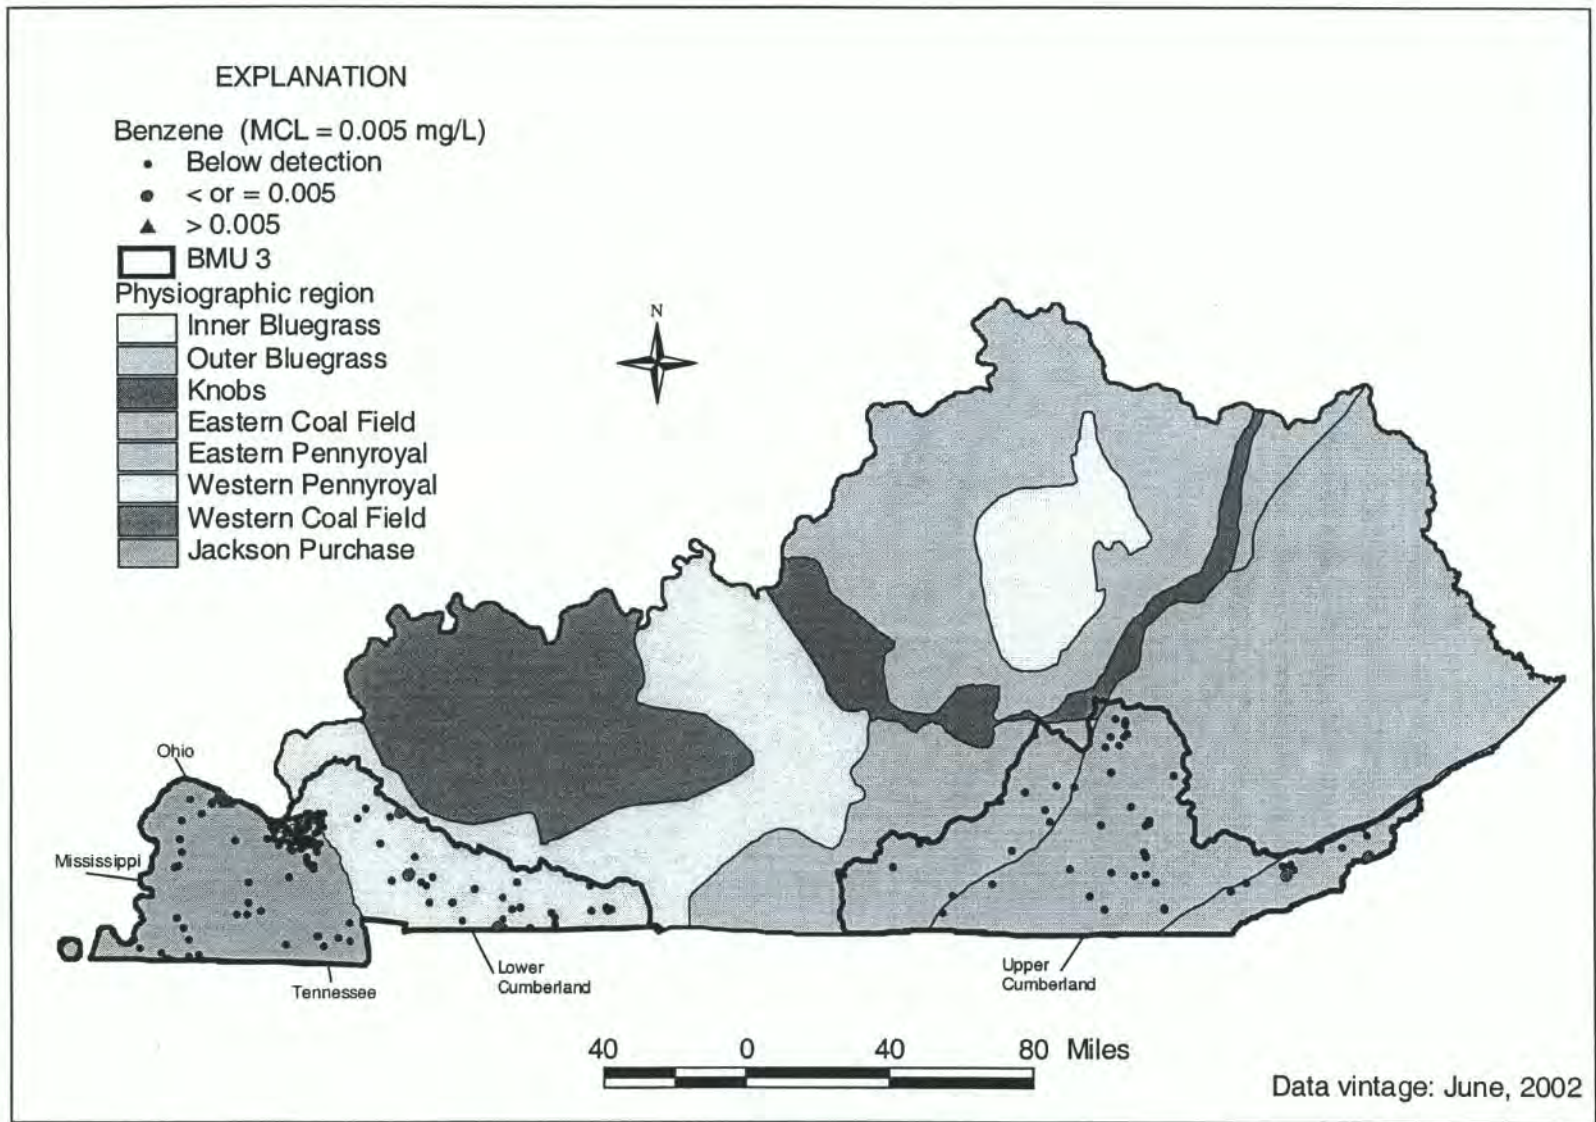 EXPLANATION
Benzene (MCL = 0.005 mg/L)
Below detection
< or = 0.005
> 0.005
BMU 3
Physiographic region
Inner Bluegrass
Outer Bluegrass
Knobs
Eastern Coal Field
Eastern Pennyroyal
Western Pennyroyal
Western Coal Field
Jackson Purchase
N
Ohio
Mississippi
Tennessee
Lower
Cumberland
Upper
Cumberland
40 0 40 80 Miles
Data vintage: June, 2002